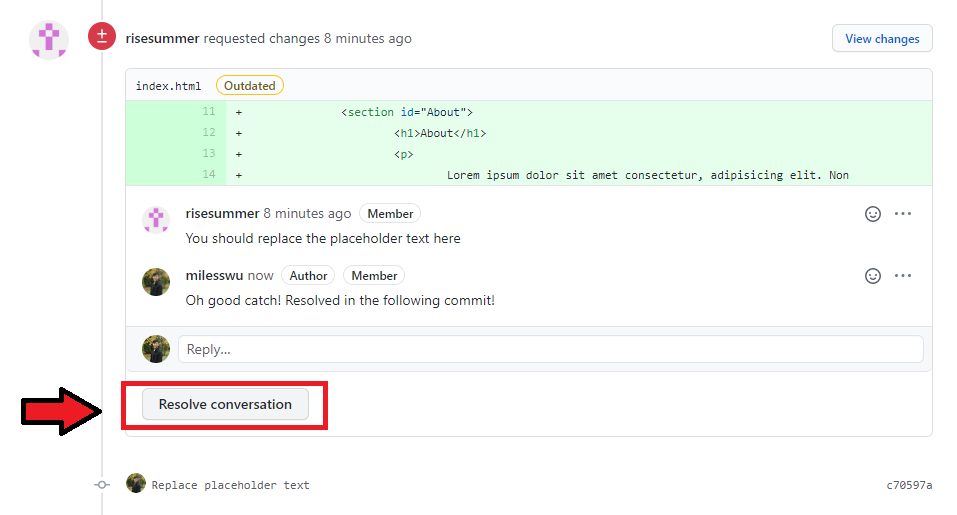 risesummer requested changes 8 minutes ago
View changes
index.html Outdated
11 + <section id="About">
12 + <h1>About</h1>
13 + <p>
14 + Lorem ipsum dolor sit amet consectetur, adipisicing elit. Non
risesummer 8 minutes ago Member
You should replace the placeholder text here
mileswu now Author Member
Oh good catch! Resolved in the following commit!
Reply...
Resolve conversation
Replace placeholder text c70597a